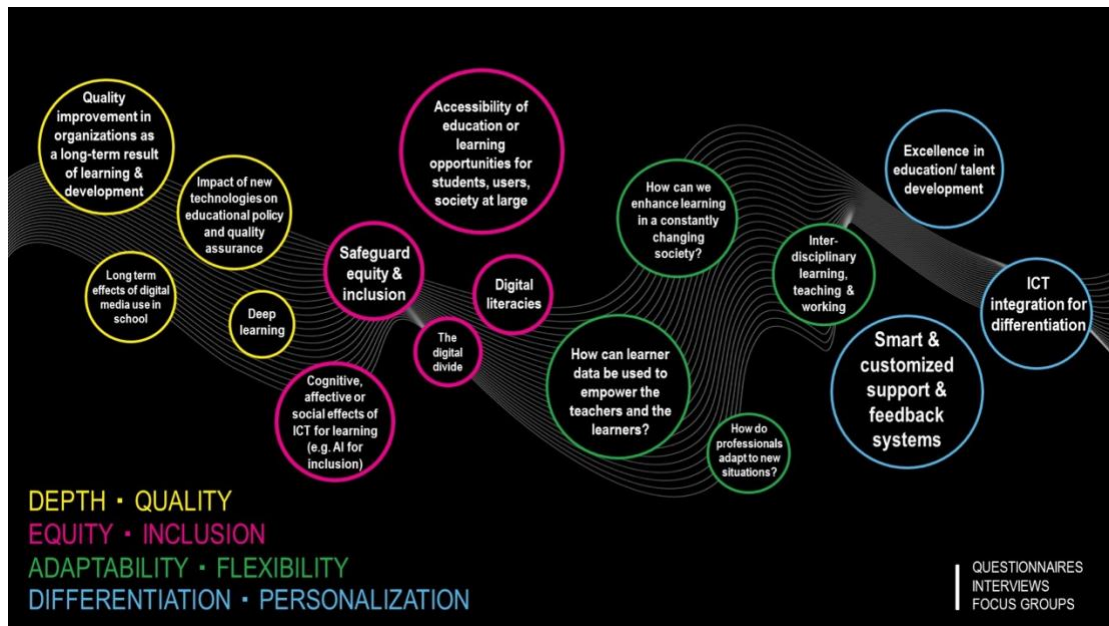 Quality
improvement in
organizations as
a long-term result
of learning &
development
Impact of new
technologies on
educational policy
and quality
assurance
Long term
effects of digital
media use in
school
Deep
learning
Accessibility of
education or
learning
opportunities for
students, users,
society at large
Safeguard
equity &
inclusion
Digital
literacies
The
digital
divide
Cognitive,
affective or
social effects of
ICT for learning
(e.g. AI for
inclusion)
How can we
enhance learning
in a constantly
changing
society?
Inter-
disciplinary
learning,
teaching &
working
How can learner
data be used to
empower the
teachers and the
learners?
How do
professionals
adapt to new
situations?
Excellence in
education/ talent
development
ICT
integration for
differentiation
Smart &
customized
support &
feedback
systems
DEPTH · QUALITY
EQUITY · INCLUSION
ADAPTABILITY · FLEXIBILITY
DIFFERENTIATION · PERSONALIZATION
QUESTIONNAIRES
INTERVIEWS
FOCUS GROUPS